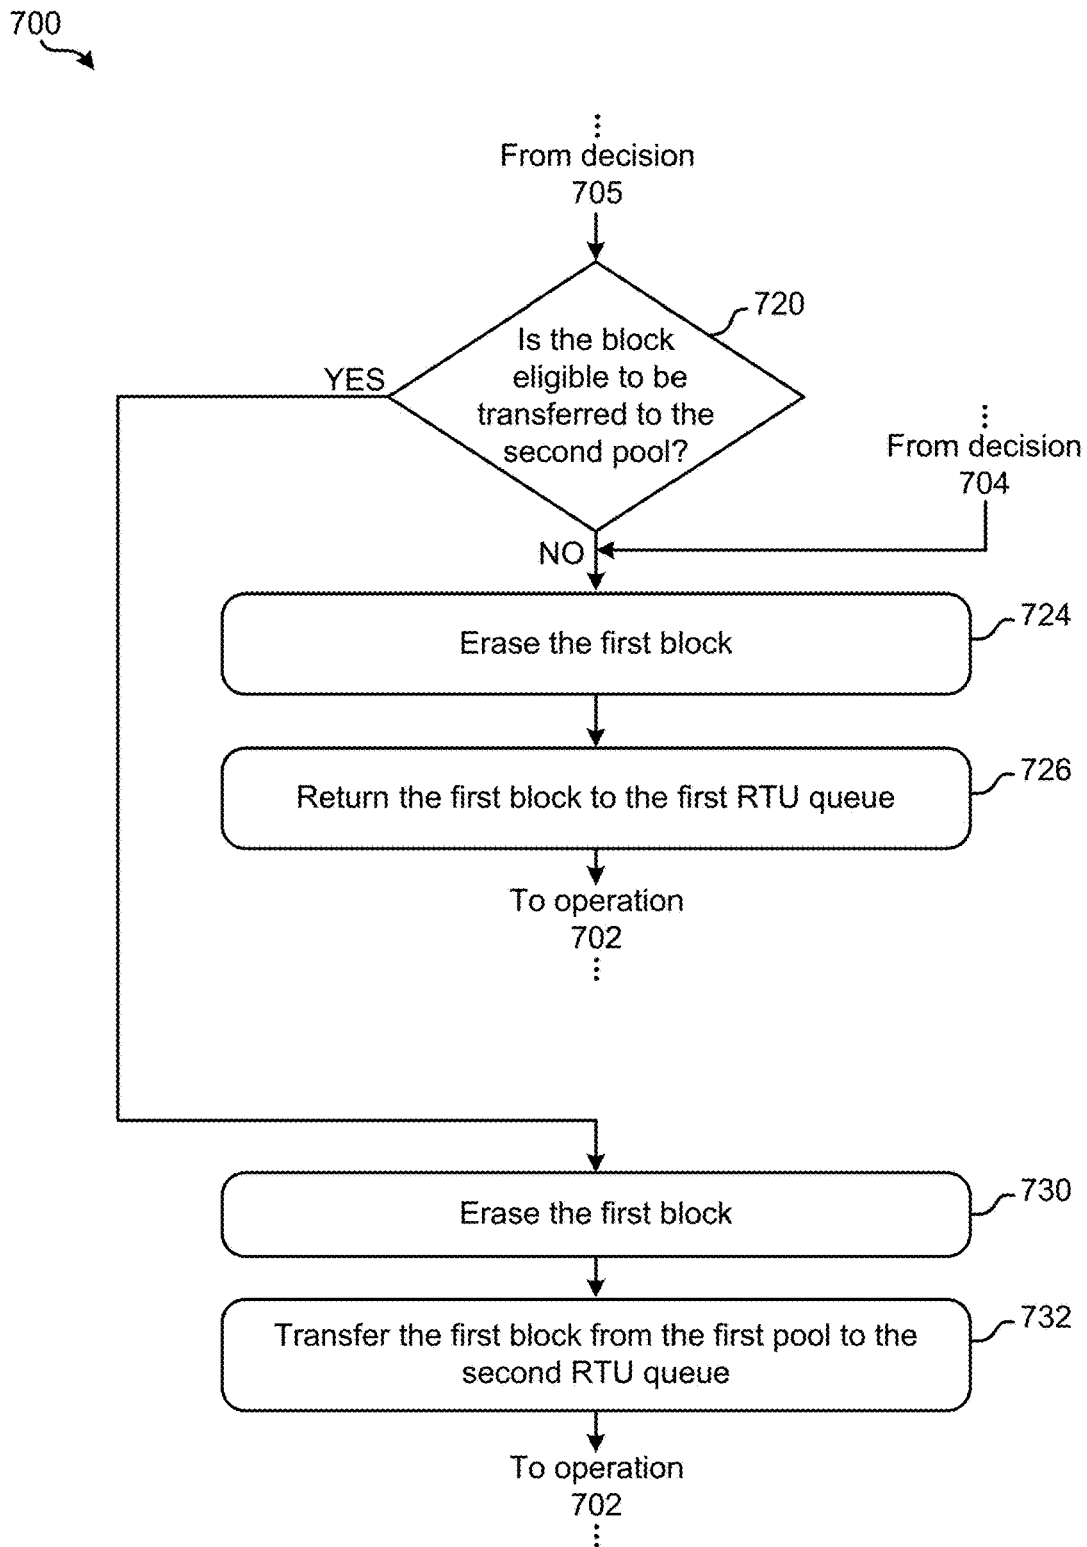 700
From decision
705
720
Is the block
eligible to be
transferred to the
second pool?
YES
From decision
704
NO
724
Erase the first block
726
Return the first block to the first RTU queue
To operation
702
730
Erase the first block
732
Transfer the first block from the first pool to the
second RTU queue
To operation
702